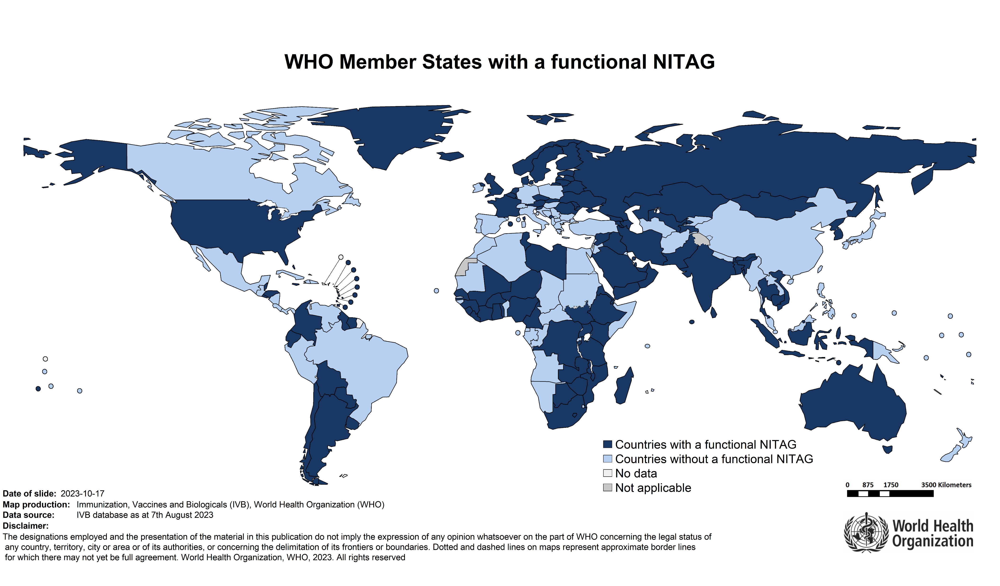 WHO Member States with a functional NITAG
Countries with a functional NITAG
Countries without a functional NITAG
No data
Not applicable
0 875 1750 3500 Kilometers
Date of slide: 2023-10-17
Map production: Immunization, Vaccines and Biologicals (IVB), World Health Organization (WHO)
Data source: IVB database as at 7th August 2023
Disclaimer:
The designations employed and the presentation of the material in this publication do not imply the expression of any opinion whatsoever on the part of WHO concerning the legal status of
any country, territory, city or area or of its authorities, or concerning the delimitation of its frontiers or boundaries. Dotted and dashed lines on maps represent approximate border lines
for which there may not yet be full agreement. World Health Organization, WHO, 2023. All rights reserved
World Health
Organization